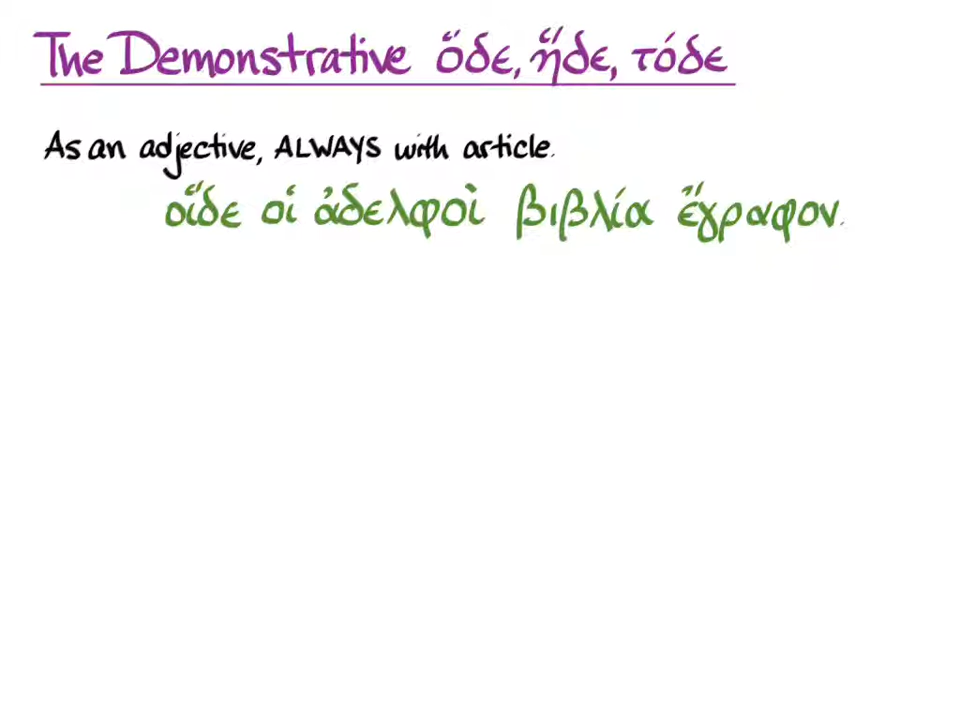 The Demonstrative ὅδε, ἥδε, τόδε
As an adjective, ALWAYS with article.
οἵδε οἱ ἀδελφοὶ βιβλία ἔγραφον.